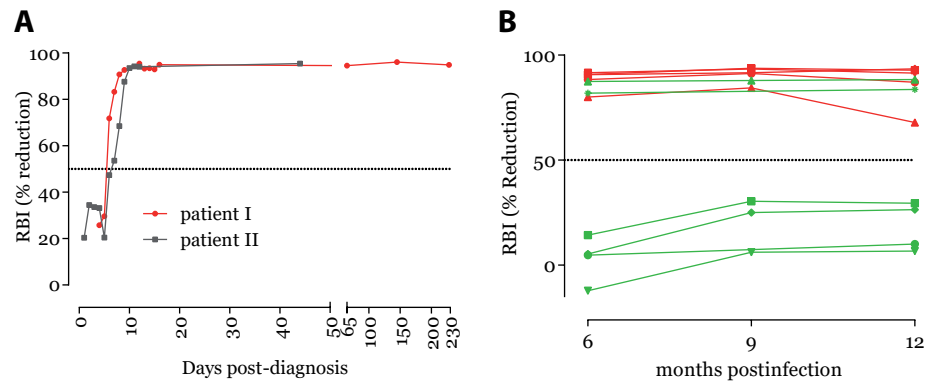 A
RBI (% reduction)
100
80
60
40
20
0
patient I
patient II
0
10
20
30
40
50
65
100
150
200
230
Days post-diagnosis
B
RBI (% Reduction)
100
50
0
6
9
12
months postinfection